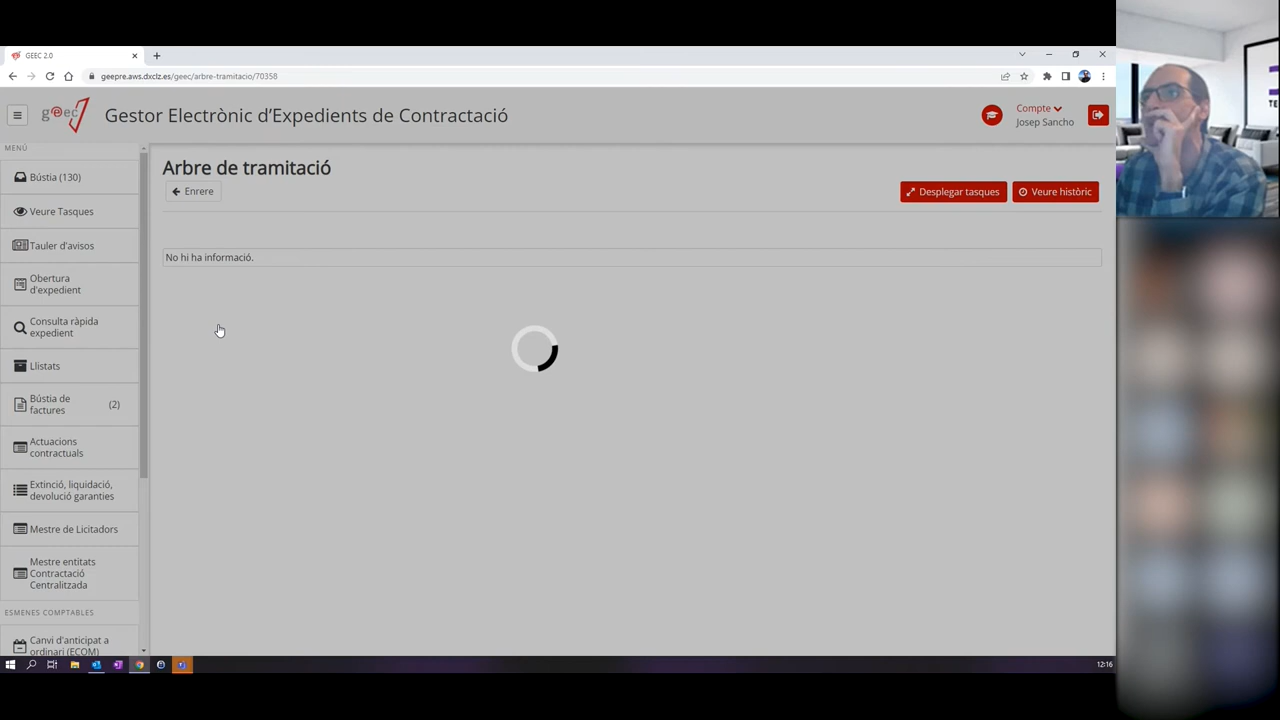 GEEC 2.0
geepre.aws.dxclz.es/geec/arbre-tramitacio/70358
geec
Gestor Electrònic d'Expedients de Contractació
Compte
Josep Sancho
MENÚ
Bústia (130)
Veure Tasques
Tauler d'avisos
Obertura
d'expedient
Consulta ràpida
expedient
Llistats
Bústia de
factures
(2)
Actuacions
contractuals
Extinció, liquidació,
devolució garanties
Mestre de Licitadors
Mestre entitats
Contractació
Centralitzada
ESMENES COMPTABLES
Canvi d'anticipat a
ordinari (ECOM)
Arbre de tramitació
Enrere
Desplegar tasques
Veure històric
No hi ha informació.
12:16